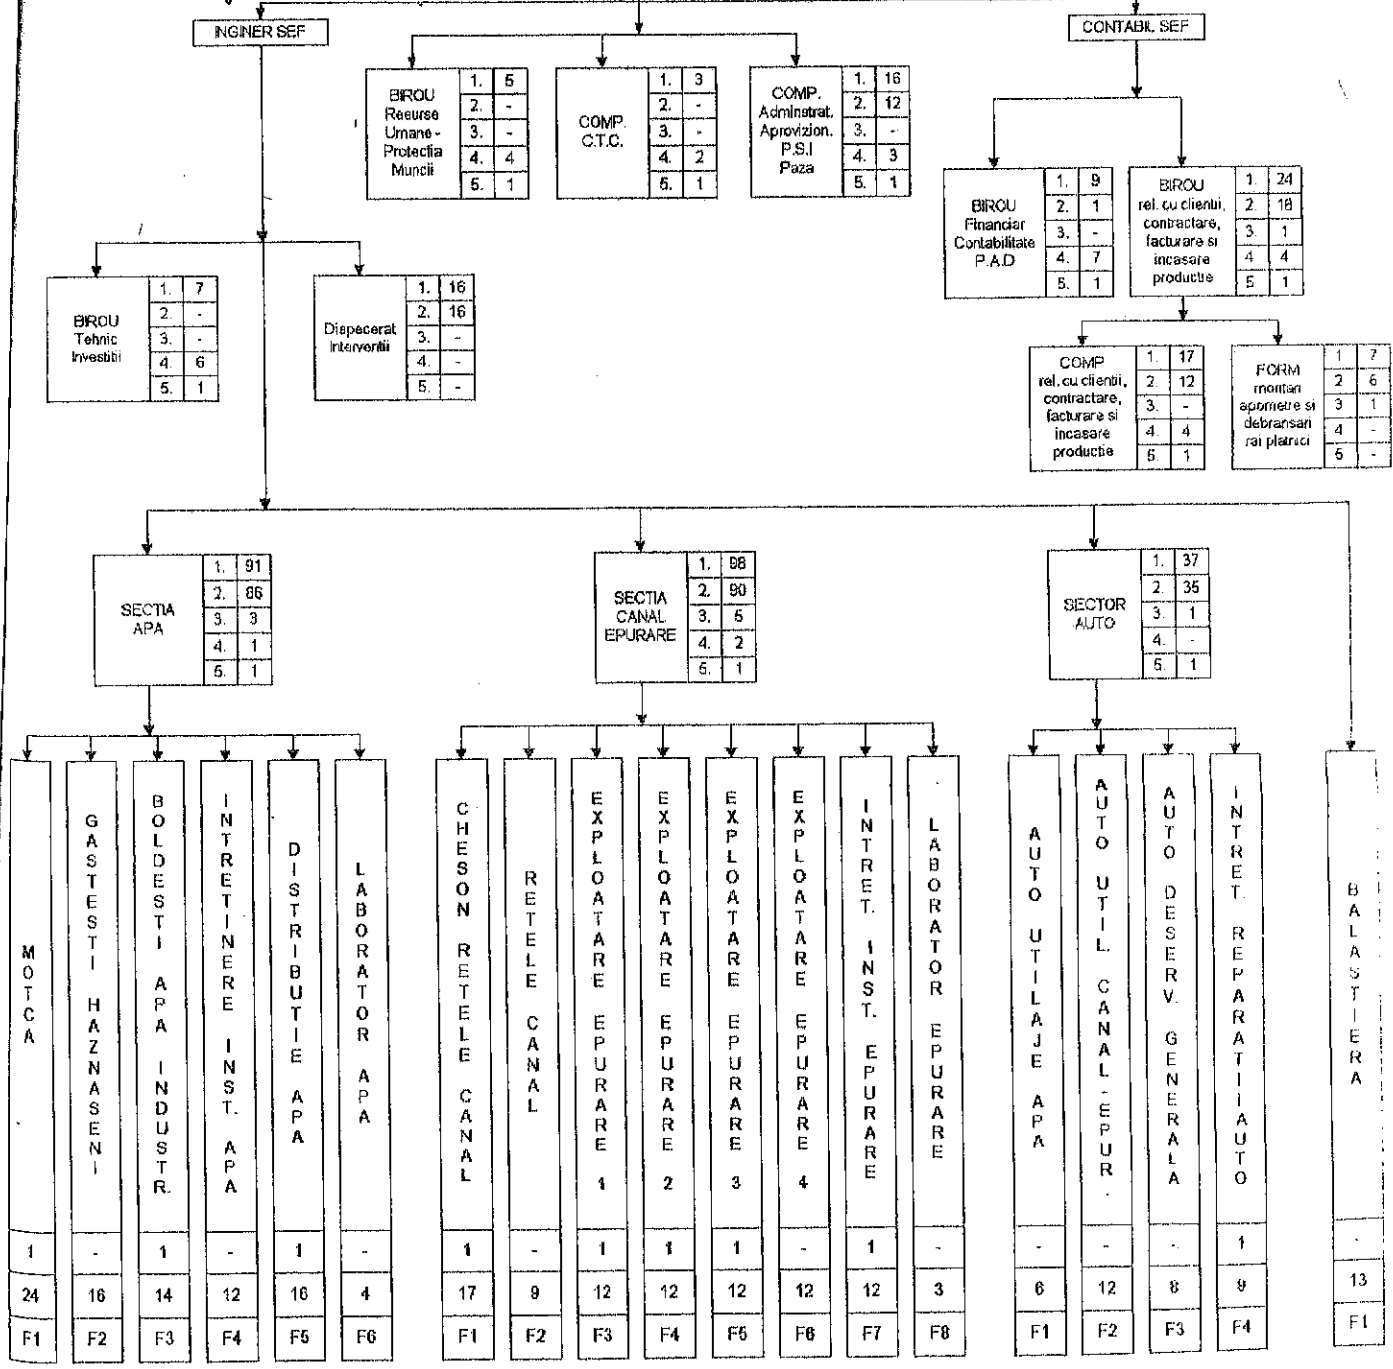 INGINER SEF
CONTABIL SEF
BIROU
Resurse
Umane -
Protectia
Muncii
1. 5
2. -
3. -
4. 4
5. 1
COMP.
C.T.C.
1. 3
2. -
3. -
4. 2
5. 1
COMP.
Adminstrat.
Aprovizion.
P.S.I
Paza
1. 16
2. 12
3. -
4. 3
5. 1
BIROU
Financiar
Contabilitate
P.A.D
1. 9
2. 1
3. -
4. 7
5. 1
BIROU
rel. cu clientii,
contractare,
facturare si
incasare
productie
1. 24
2. 18
3. 1
4 4
5 1
BIROU
Tehnic
Investitii
1. 7
2. -
3. -
4. 6
5. 1
Dispecerat
Interventii
1. 16
2. 16
3. -
4. -
5. -
COMP
rel. cu clientii,
contractare,
facturare si
incasare
productie
1. 17
2. 12
3. -
4. 4
5. 1
FORM
montari
apometre si
debransari
rai platnici
1 7
2 6
3 1
4 -
5 -
SECTIA
APA
1. 91
2. 86
3. 3
4. 1
5. 1
SECTIA
CANAL
EPURARE
1. 98
2. 90
3. 5
4. 2
5. 1
SECTOR
AUTO
1. 37
2. 35
3. 1
4. -
5. 1
MOTCA
1
24
F1
GASTESTI HAZNASENI
-
16
F2
BOLDESTI APA INDUSTR.
1
14
F3
INTRETINERE INST. APA
-
12
F4
DISTRIBUTIE APA
1
16
F5
LABORATOR APA
-
4
F6
CHESON RETELE CANAL
1
17
F1
RETELE CANAL
-
9
F2
EXPLOATARE EPURARE 1
1
12
F3
EXPLOATARE EPURARE 2
1
12
F4
EXPLOATARE EPURARE 3
1
12
F5
EXPLOATARE EPURARE 4
-
12
F6
INTRET. INST. EPURARE
1
12
F7
LABORATOR EPURARE
-
3
F8
AUTO UTILAJE APA
-
6
F1
AUTO UTIL. CANAL-EPUR.
-
12
F2
AUTO DESERV. GENERALA
-
8
F3
INTRET. REPARATII AUTO
1
9
F4
BALASTIERA
-
13
F1